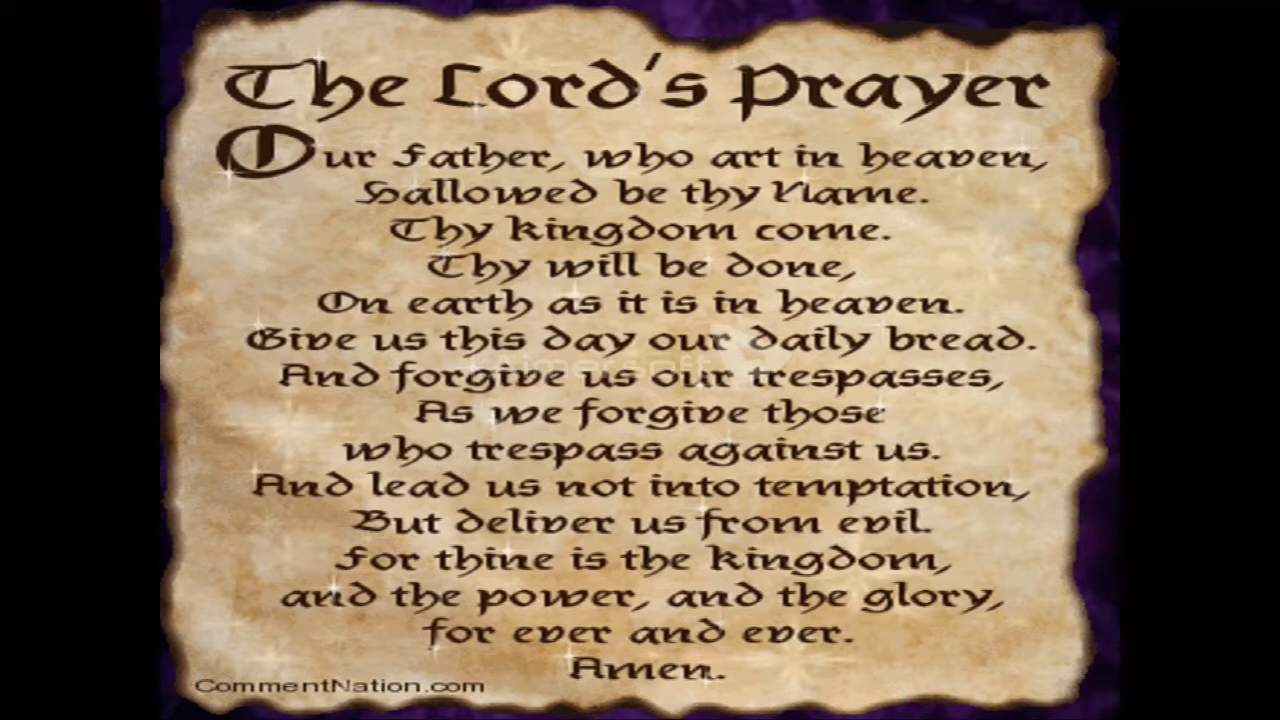 The Lord's Prayer
Our Father, who art in heaven,
Hallowed be thy Name.
Thy kingdom come.
Thy will be done,
On earth as it is in heaven.
Give us this day our daily bread.
And forgive us our trespasses,
As we forgive those
who trespass against us.
And lead us not into temptation,
But deliver us from evil.
For thine is the kingdom,
and the power, and the glory,
for ever and ever.
Amen.
CommentNation.com